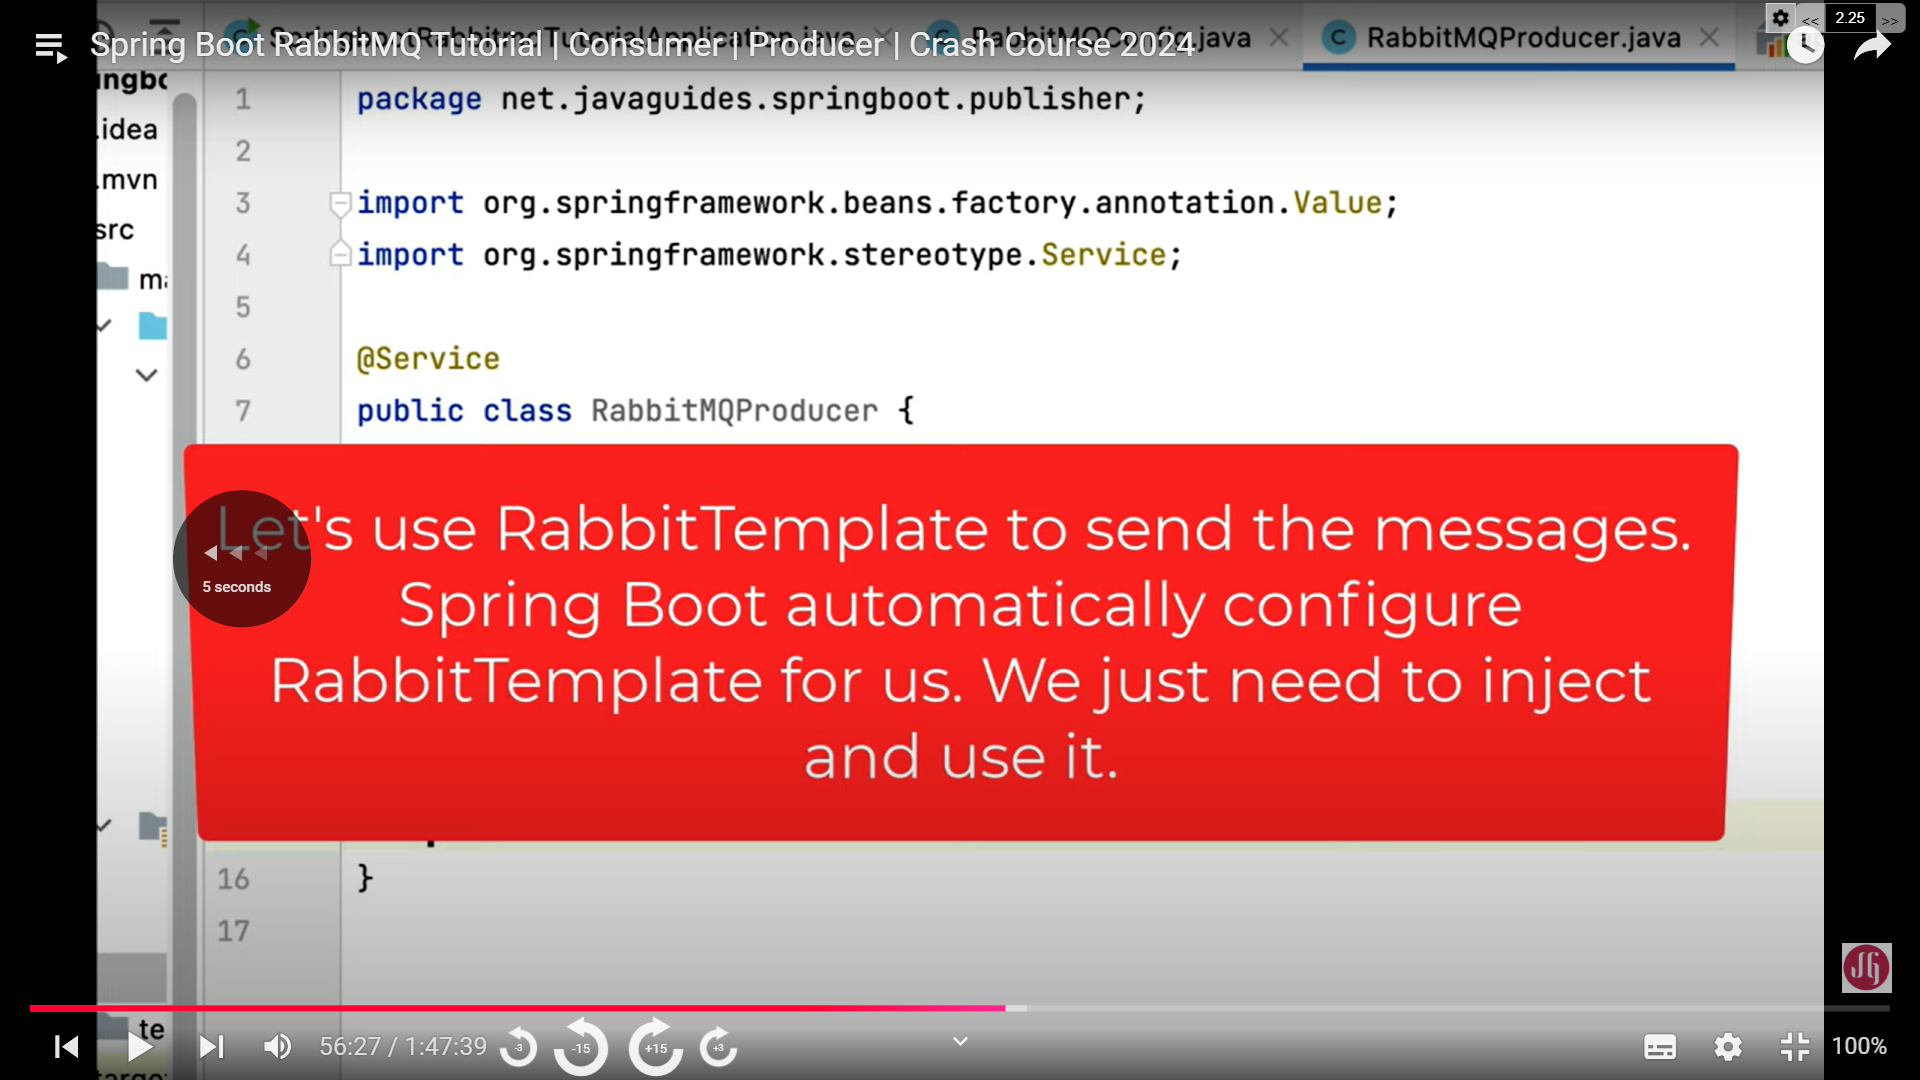 Spring Boot RabbitMQ Tutorial | Consumer | Producer | Crash Course 2024
RabbitMQProducer.java
<<
2.25
>>
.idea
.mvn
src
te
1 package net.javaguides.springboot.publisher;
2
3 import org.springframework.beans.factory.annotation.Value;
4 import org.springframework.stereotype.Service;
5
6 @Service
7 public class RabbitMQProducer {
Let's use RabbitTemplate to send the messages.
Spring Boot automatically configure
RabbitTemplate for us. We just need to inject
and use it.
5 seconds
16 }
17
JG
56:27 / 1:47:39
-3
-15
+15
+3
100%